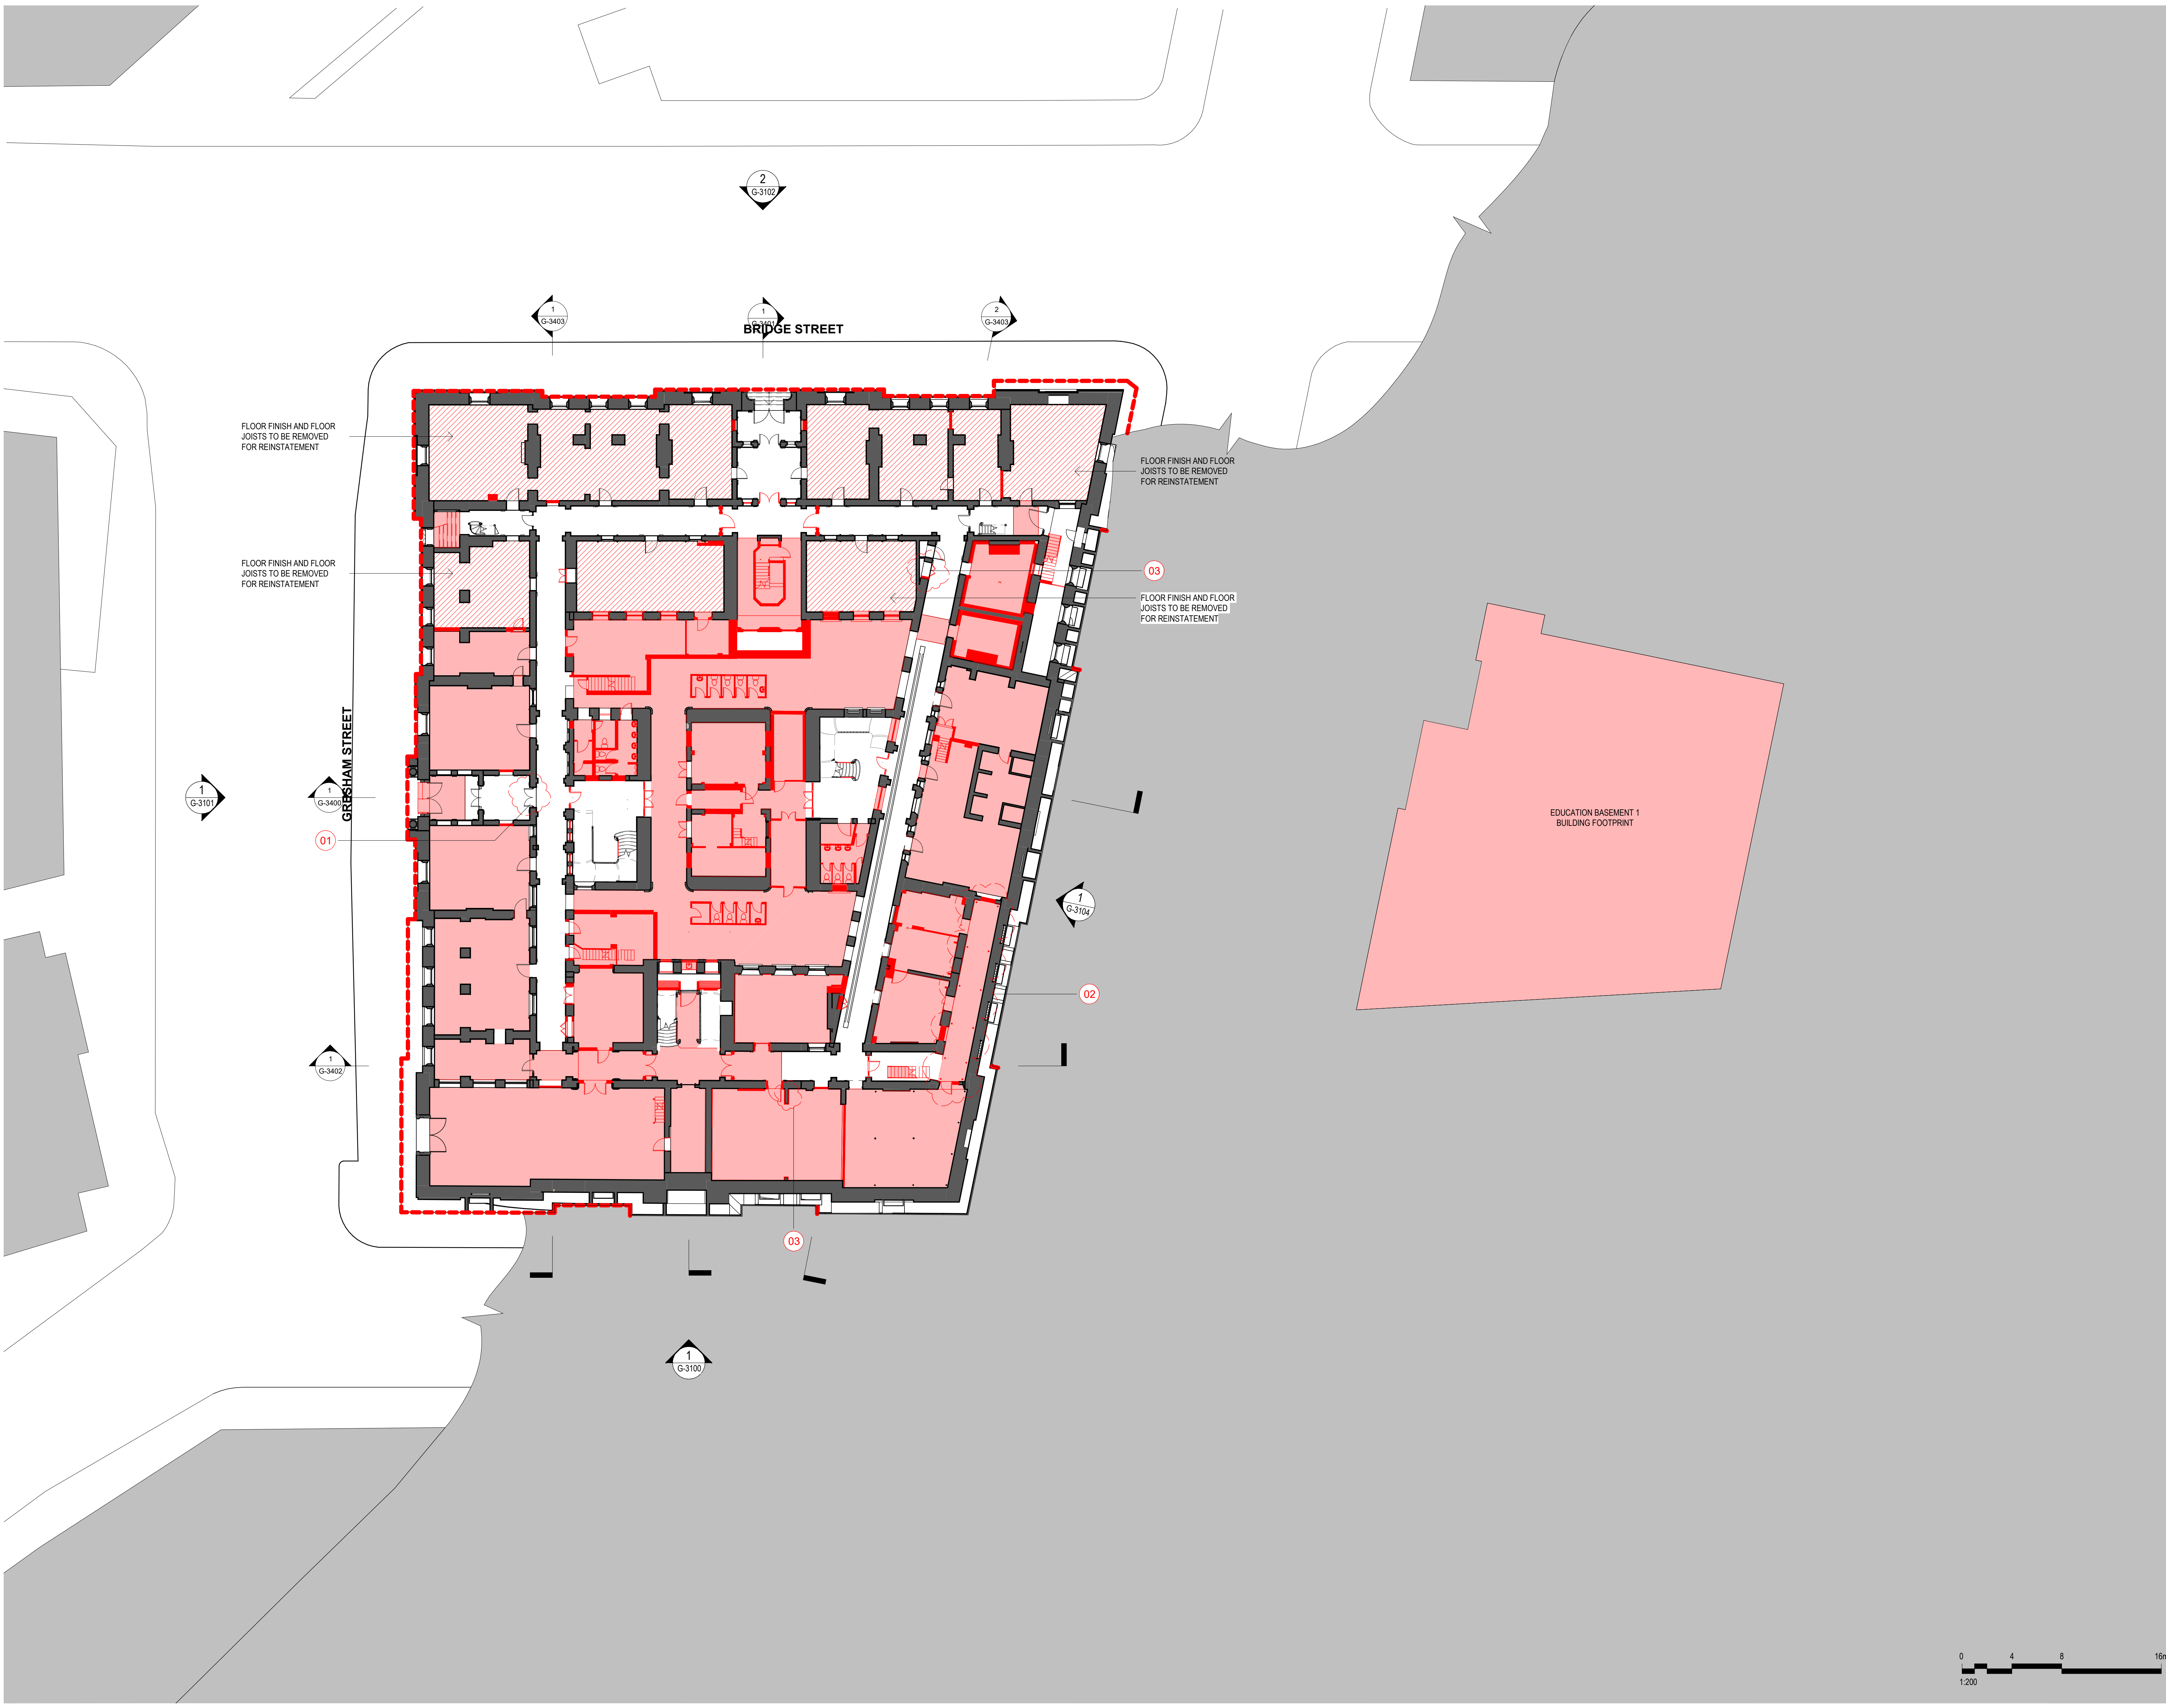 2
G-3102
1
G-3403
1
G-3401
2
G-3403
BRIDGE STREET
FLOOR FINISH AND FLOOR
JOISTS TO BE REMOVED
FOR REINSTATEMENT
FLOOR FINISH AND FLOOR
JOISTS TO BE REMOVED
FOR REINSTATEMENT
FLOOR FINISH AND FLOOR
JOISTS TO BE REMOVED
FOR REINSTATEMENT
03
FLOOR FINISH AND FLOOR
JOISTS TO BE REMOVED
FOR REINSTATEMENT
GRESHAM STREET
1
G-3101
1
G-3400
01
EDUCATION BASEMENT 1
BUILDING FOOTPRINT
1
G-3104
02
1
G-3402
03
1
G-3100
0 4 8 16m
1:200